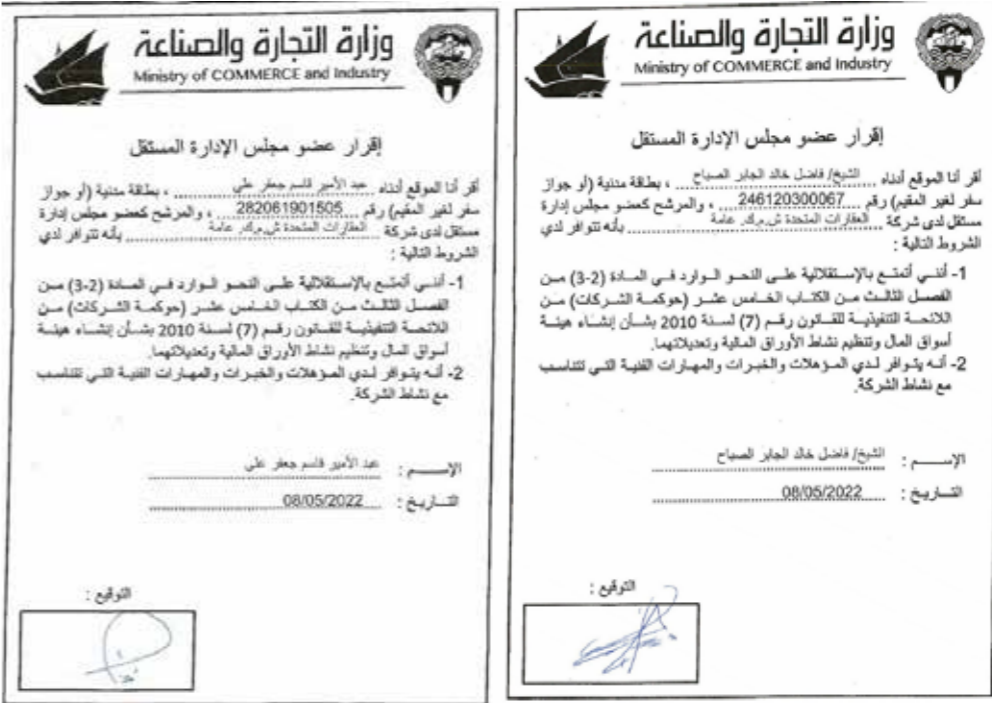 وزارة التجارة والصناعة
Ministry of COMMERCE and Industry
إقرار عضو مجلس الإدارة المستقل
أقر أنا الموقع أدناه عبد الأمير قاسم جعفر علي ، بطاقة مدنية (أو جواز
سفر لغير المقيم) رقم 282061901505 ، والمرشح كعضو مجلس إدارة
مستقل لدى شركة العقارات المتحدة ش.م.ك. عامة بأنه تتوافر لدي
الشروط التالية :
1- أنني أتمتع بالإستقلالية على النحو الوارد في المادة (2-3) من
الفصل الثالث من الكتاب الخامس عشر (حوكمة الشركات) من
اللائحة التنفيذية للقانون رقم (7) لسنة 2010 بشأن إنشاء هيئة
أسواق المال وتنظيم نشاط الأوراق المالية وتعديلاتهما.
2- أنه يتوافر لدي المؤهلات والخبرات والمهارات الفنية التي تتناسب
مع نشاط الشركة.
الإســـم : عبد الأمير قاسم جعفر علي
التــاريخ : 08/05/2022
التوقيع :
وزارة التجارة والصناعة
Ministry of COMMERCE and Industry
إقرار عضو مجلس الإدارة المستقل
أقر أنا الموقع أدناه الشيخ/ فاضل خالد الجابر الصباح ، بطاقة مدنية (أو جواز
سفر لغير المقيم) رقم 246120300067 ، والمرشح كعضو مجلس إدارة
مستقل لدى شركة العقارات المتحدة ش.م.ك. عامة بأنه تتوافر لدي
الشروط التالية :
1- أنني أتمتع بالإستقلالية على النحو الوارد في المادة (2-3) من
الفصل الثالث من الكتاب الخامس عشر (حوكمة الشركات) من
اللائحة التنفيذية للقانون رقم (7) لسنة 2010 بشأن إنشاء هيئة
أسواق المال وتنظيم نشاط الأوراق المالية وتعديلاتهما.
2- أنه يتوافر لدي المؤهلات والخبرات والمهارات الفنية التي تتناسب
مع نشاط الشركة.
الإســـم : الشيخ/ فاضل خالد الجابر الصباح
التــاريخ : 08/05/2022
التوقيع :